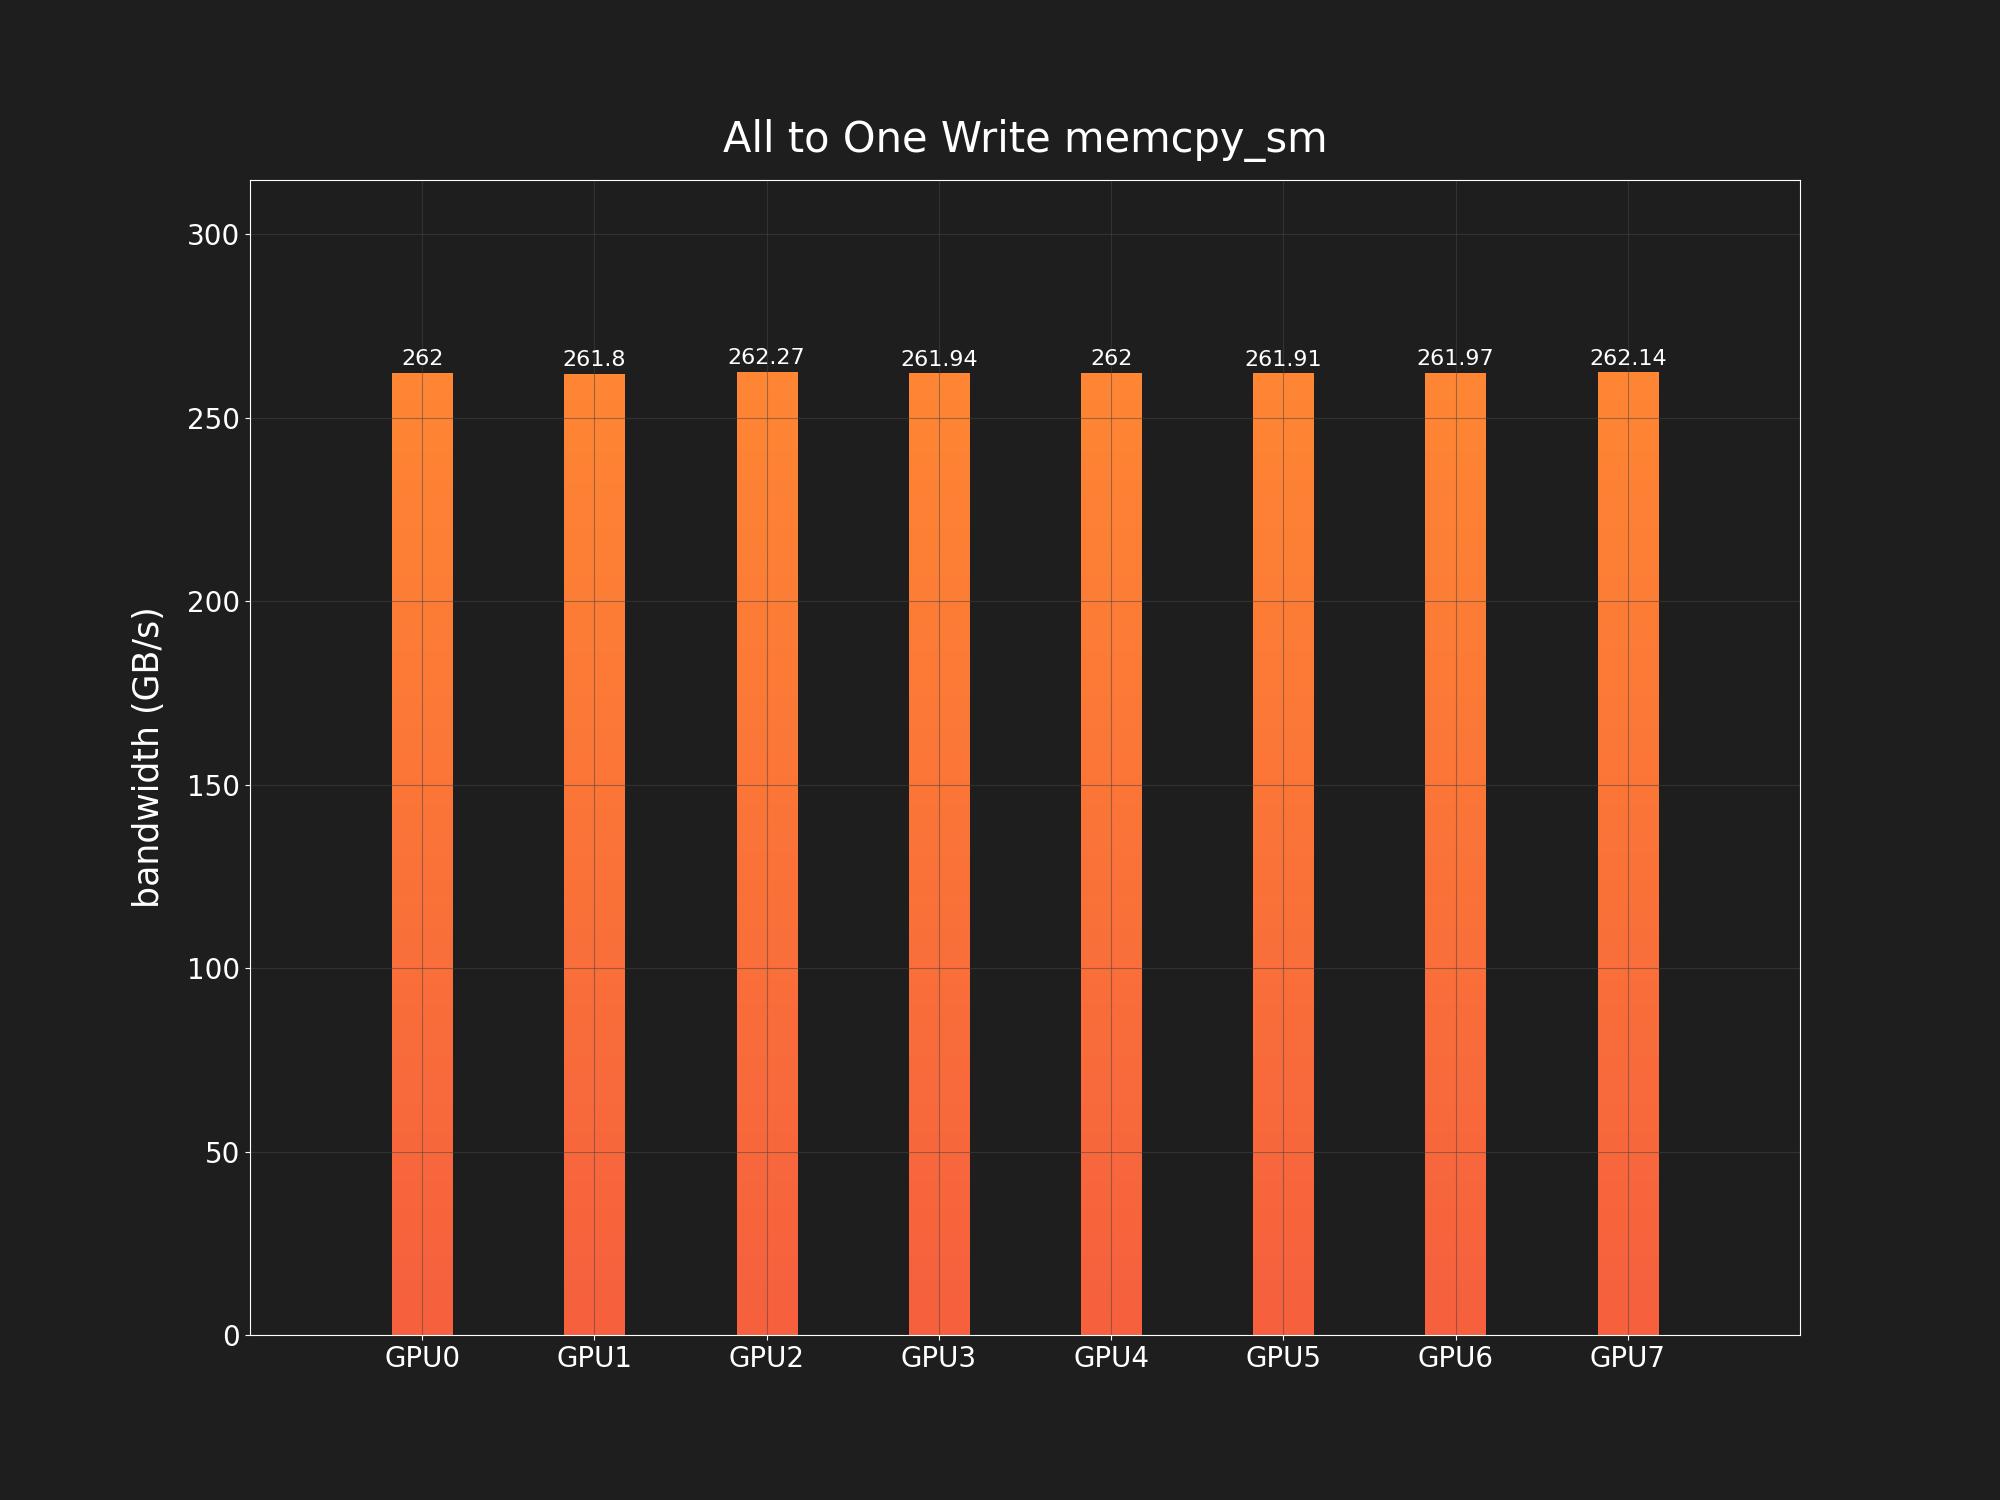 All to One Write memcpy_sm
bandwidth (GB/s)
300
250
200
150
100
50
0
262
261.8
262.27
261.94
262
261.91
261.97
262.14
GPU0
GPU1
GPU2
GPU3
GPU4
GPU5
GPU6
GPU7